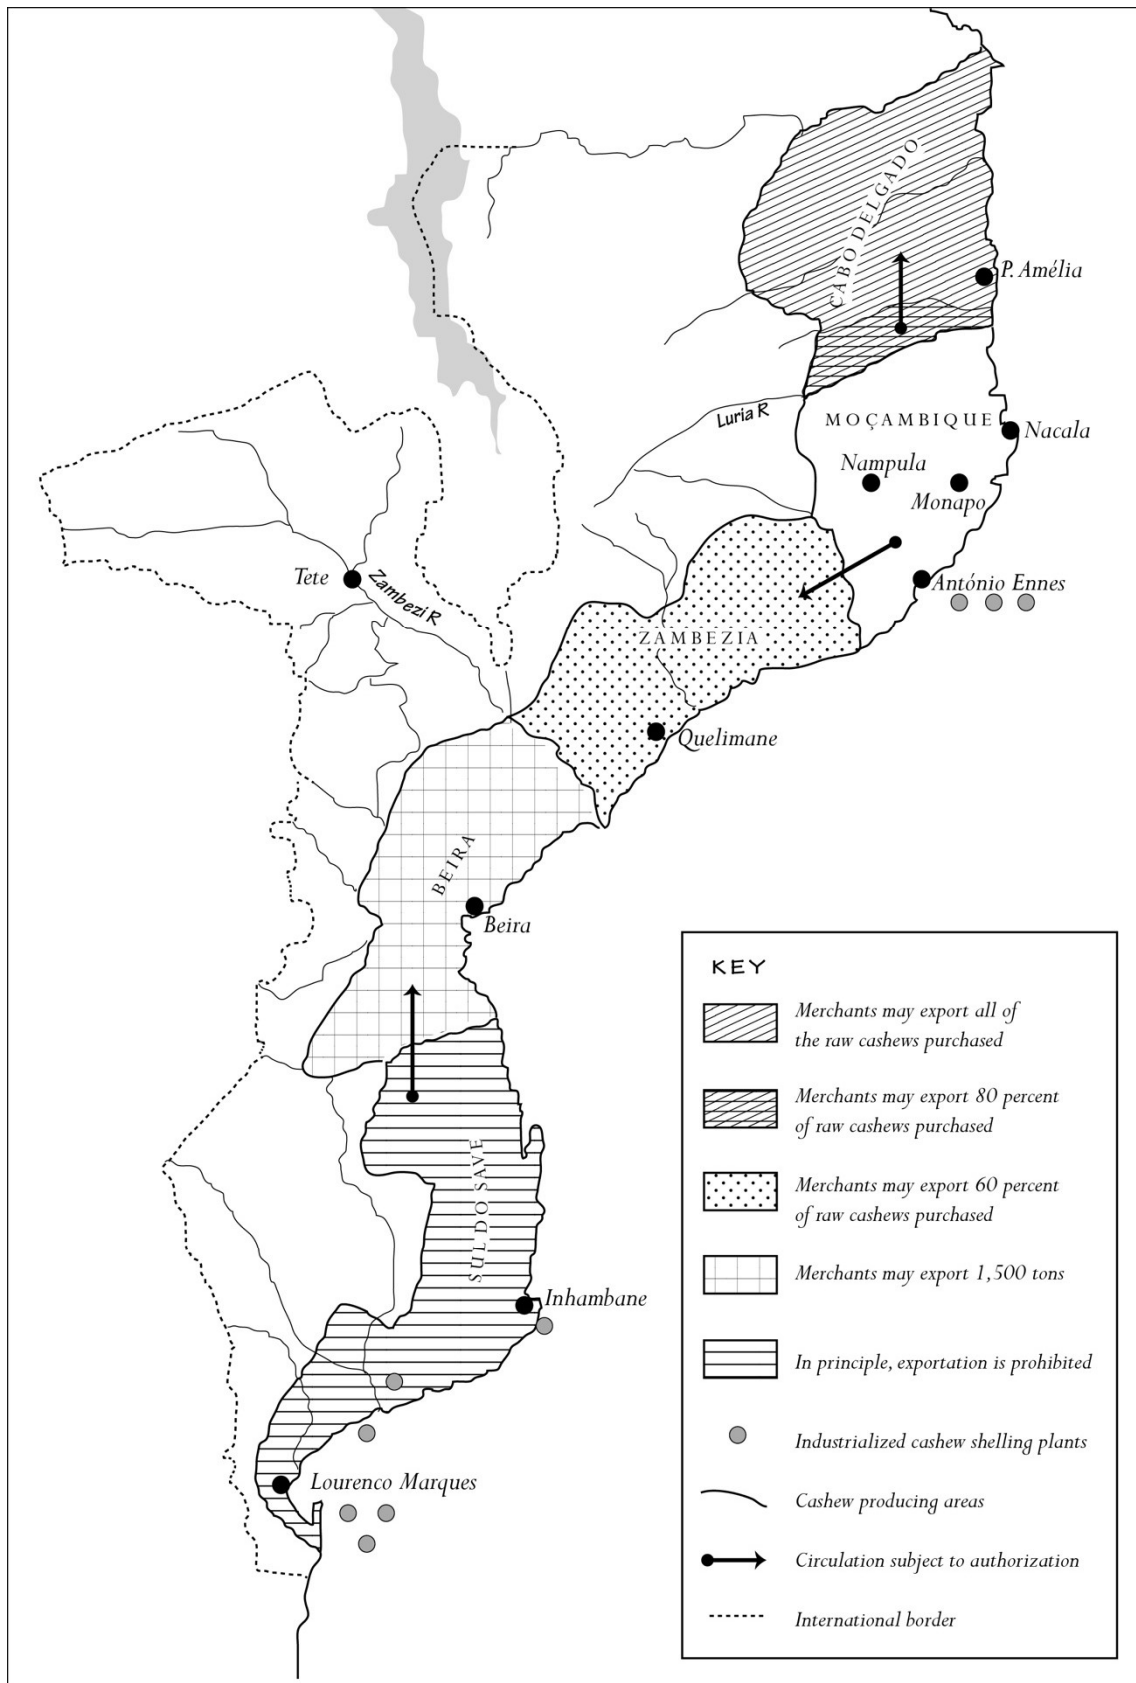 CABO DELGADO
P. Amélia
Luria R
MOÇAMBIQUE
Nacala
Nampula
Monapo
Tete
Zambezi R
António Ennes
ZAMBEZIA
Quelimane
BEIRA
Beira
SUL DO SAVE
Inhambane
Lourenco Marques
KEY
Merchants may export all of
the raw cashews purchased
Merchants may export 80 percent
of raw cashews purchased
Merchants may export 60 percent
of raw cashews purchased
Merchants may export 1,500 tons
In principle, exportation is prohibited
Industrialized cashew shelling plants
Cashew producing areas
Circulation subject to authorization
International border